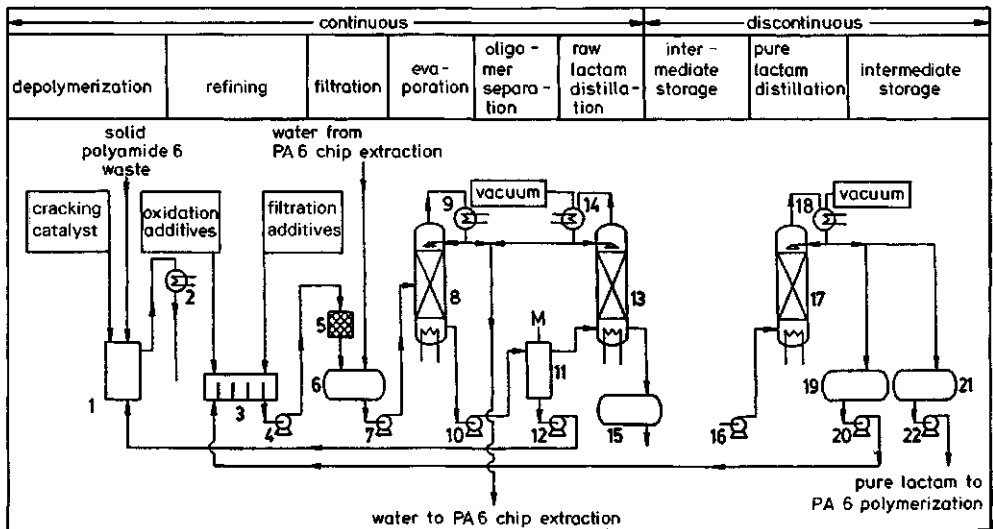 continuous
discontinuous
depolymerization
refining
filtration
eva-
poration
oligo-
mer
separa-
tion
raw
lactam
distilla-
tion
inter-
mediate
storage
pure
lactam
distillation
intermediate
storage
solid
polyamide 6
waste
water from
PA 6 chip extraction
cracking
catalyst
oxidation
additives
filtration
additives
vacuum
vacuum
1
2
3
4
5
6
7
8
9
10
M
11
12
13
14
15
16
17
18
19
20
21
22
water to PA 6 chip extraction
pure lactam to
PA 6 polymerization